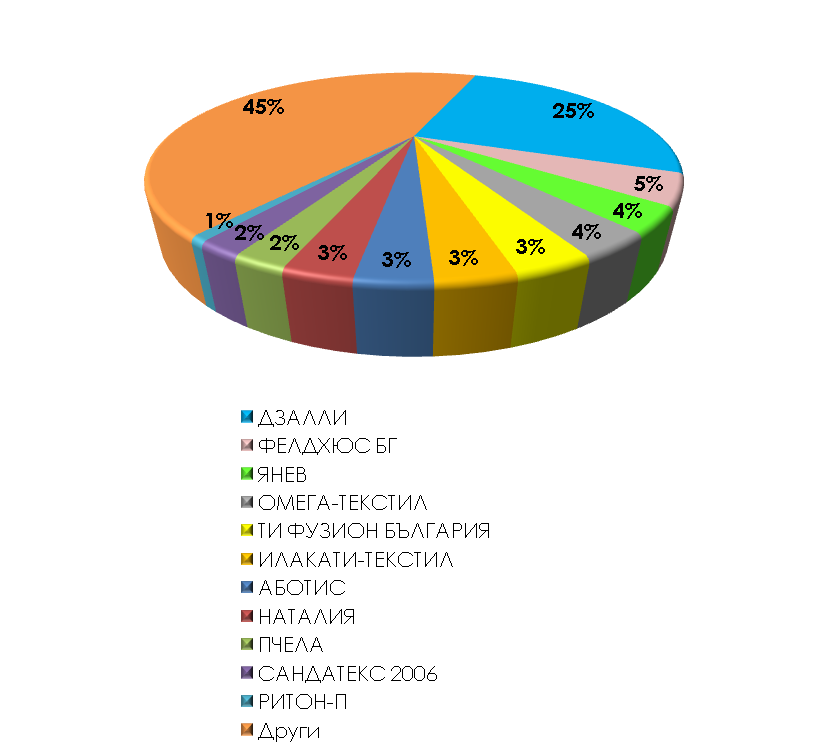 45%
25%
5%
4%
4%
3%
3%
3%
3%
2%
2%
1%
ДЗАЛЛИ
ФЕЛДХЮС БГ
ЯНЕВ
ОМЕГА-ТЕКСТИЛ
ТИ ФУЗИОН БЪЛГАРИЯ
ИЛАКАТИ-ТЕКСТИЛ
АБОТИС
НАТАЛИЯ
ПЧЕЛА
САНДАТЕКС 2006
РИТОН-П
Други